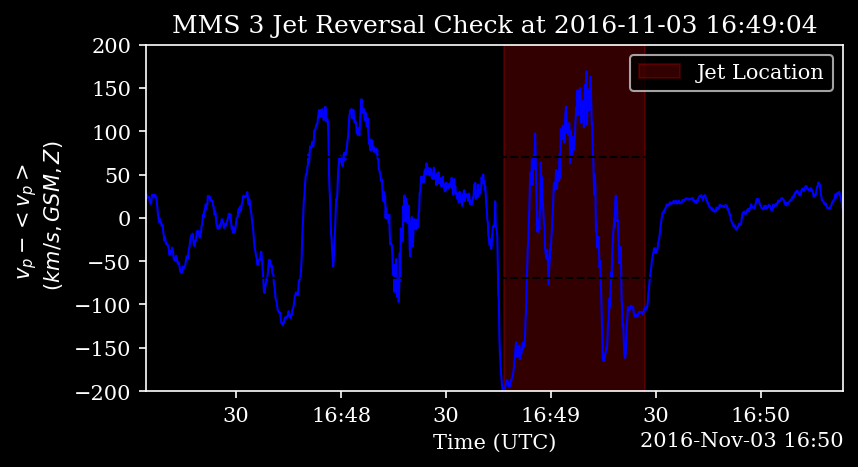 MMS 3 Jet Reversal Check at 2016-11-03 16:49:04
200
150
100
50
0
−50
−100
−150
−200
v_p − < v_p >
(km/s, GSM, Z)
Jet Location
30 16:48 30 16:49 30 16:50
Time (UTC)
2016-Nov-03 16:50